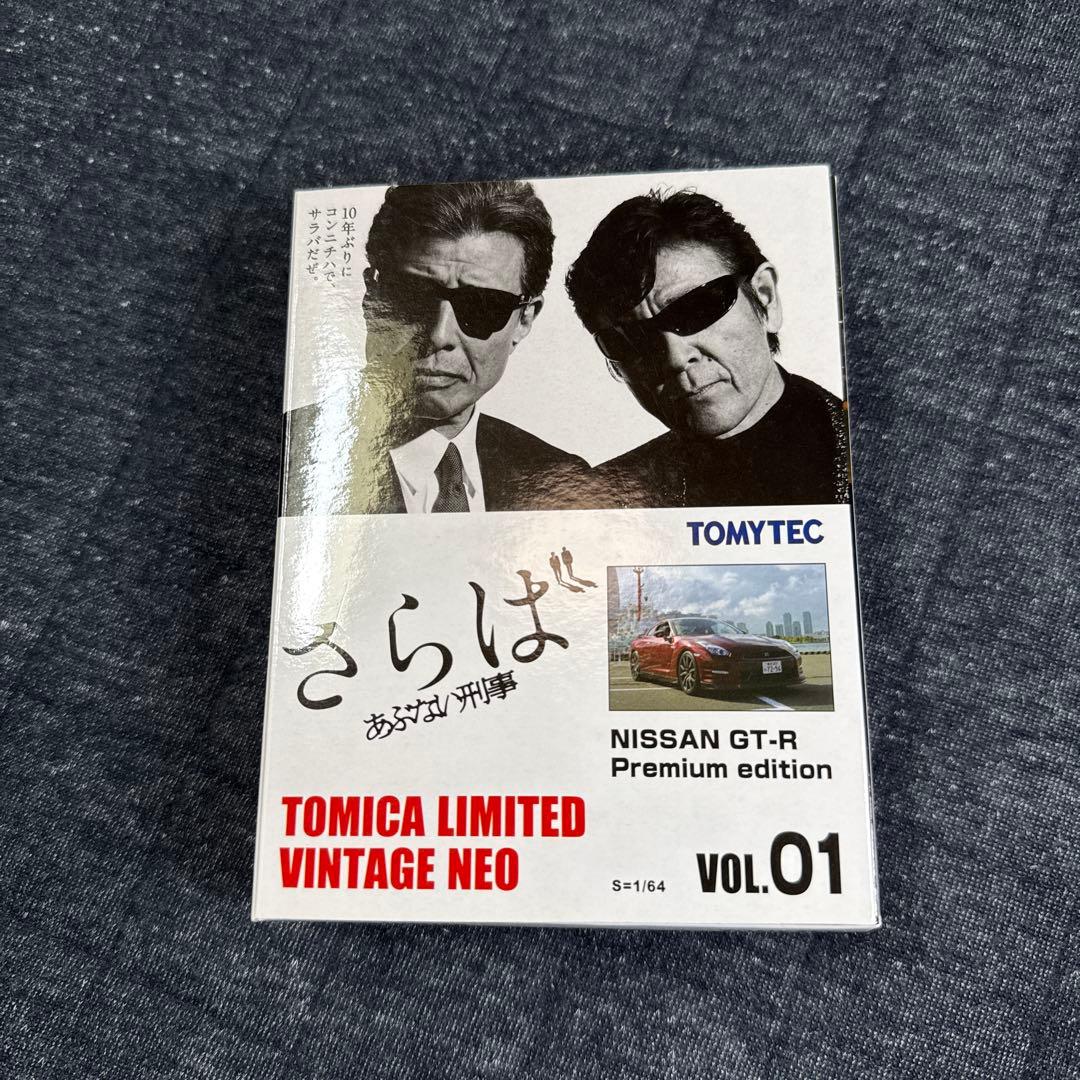 10年ぶりに
コンニチハで、
サラバだぜ。
TOMYTEC
さらば
あぶない刑事
NISSAN GT-R
Premium edition
TOMICA LIMITED
VINTAGE NEO
S=1/64
VOL.01